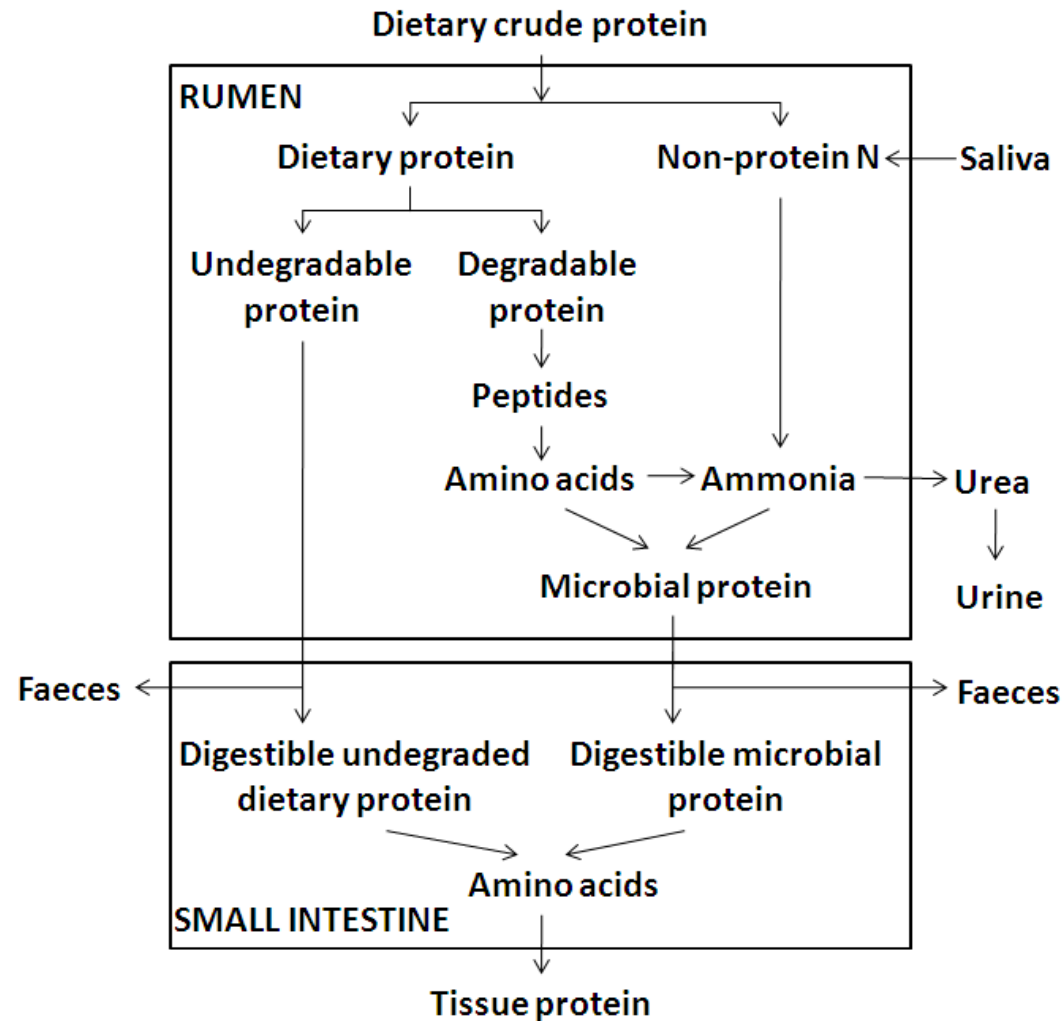 Dietary crude protein
RUMEN
Dietary protein
Non-protein N
Saliva
Undegradable
protein
Degradable
protein
Peptides
Amino acids
Ammonia
Urea
Microbial protein
Urine
Faeces
Faeces
Digestible undegraded
dietary protein
Digestible microbial
protein
Amino acids
SMALL INTESTINE
Tissue protein